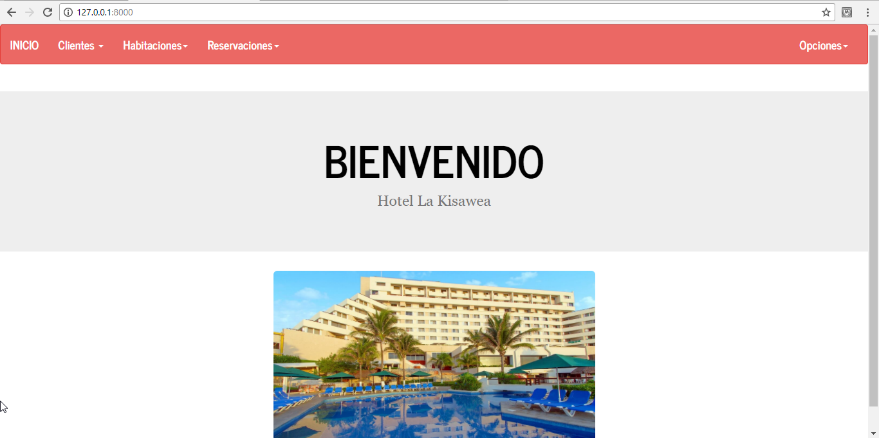 127.0.0.1:8000
INICIO Clientes Habitaciones Reservaciones Opciones
BIENVENIDO
Hotel La Kisawea